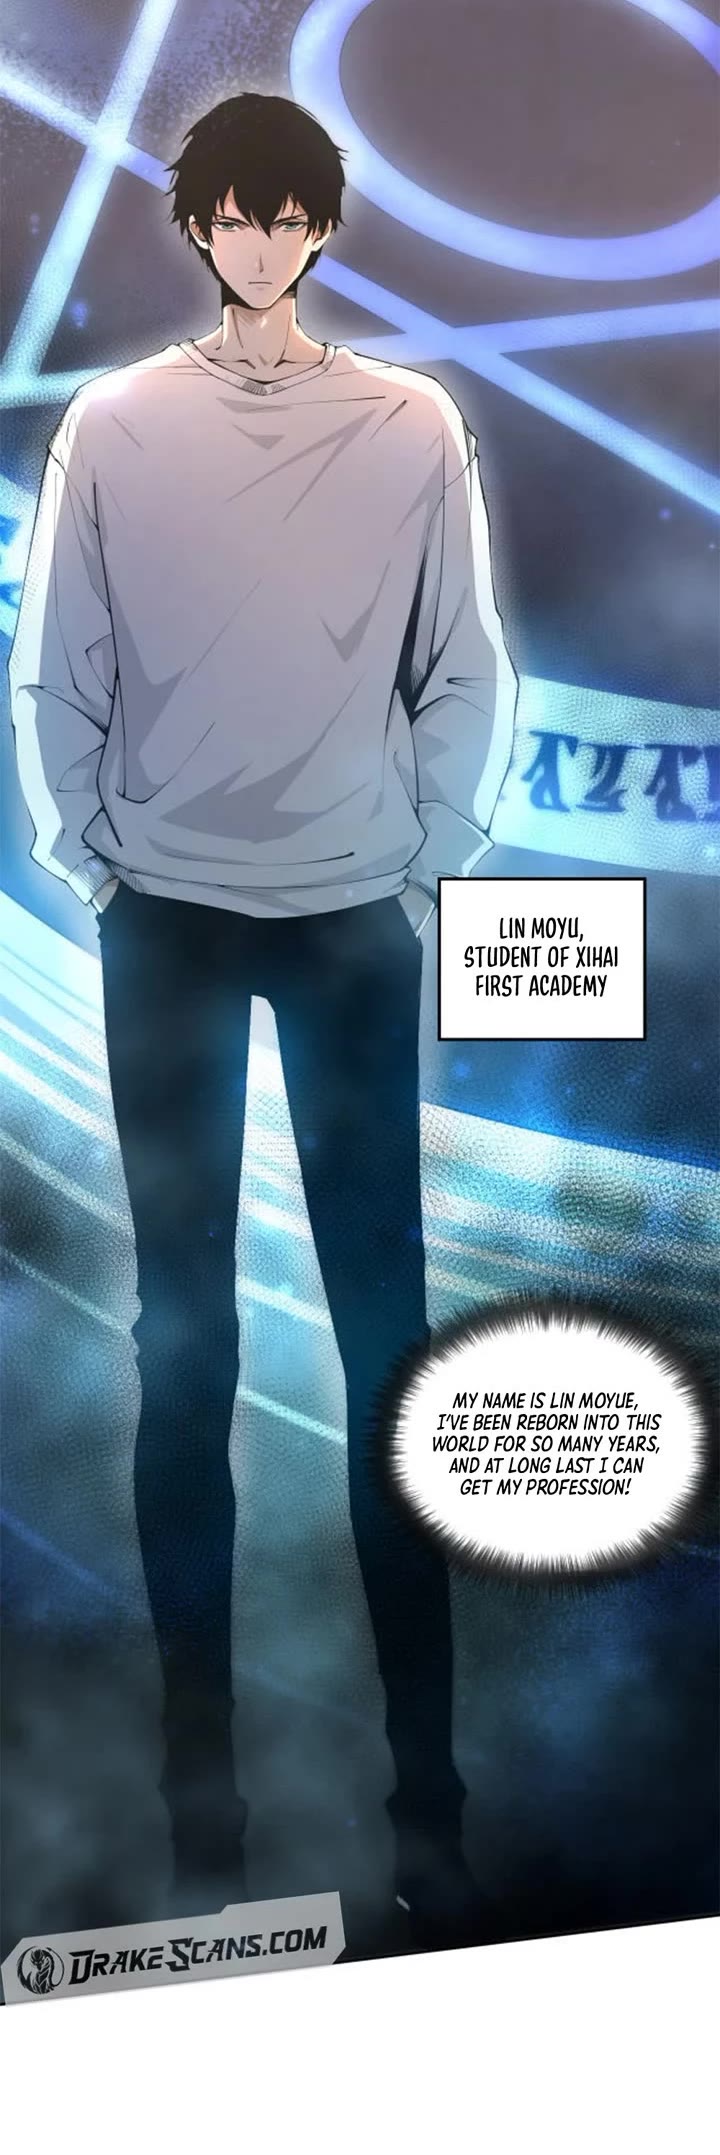 LIN MOYU,
STUDENT OF XIHAI
FIRST ACADEMY
MY NAME IS LIN MOYUE,
I'VE BEEN REBORN INTO THIS
WORLD FOR SO MANY YEARS,
AND AT LONG LAST I CAN
GET MY PROFESSION!
DRAKESCANS.COM